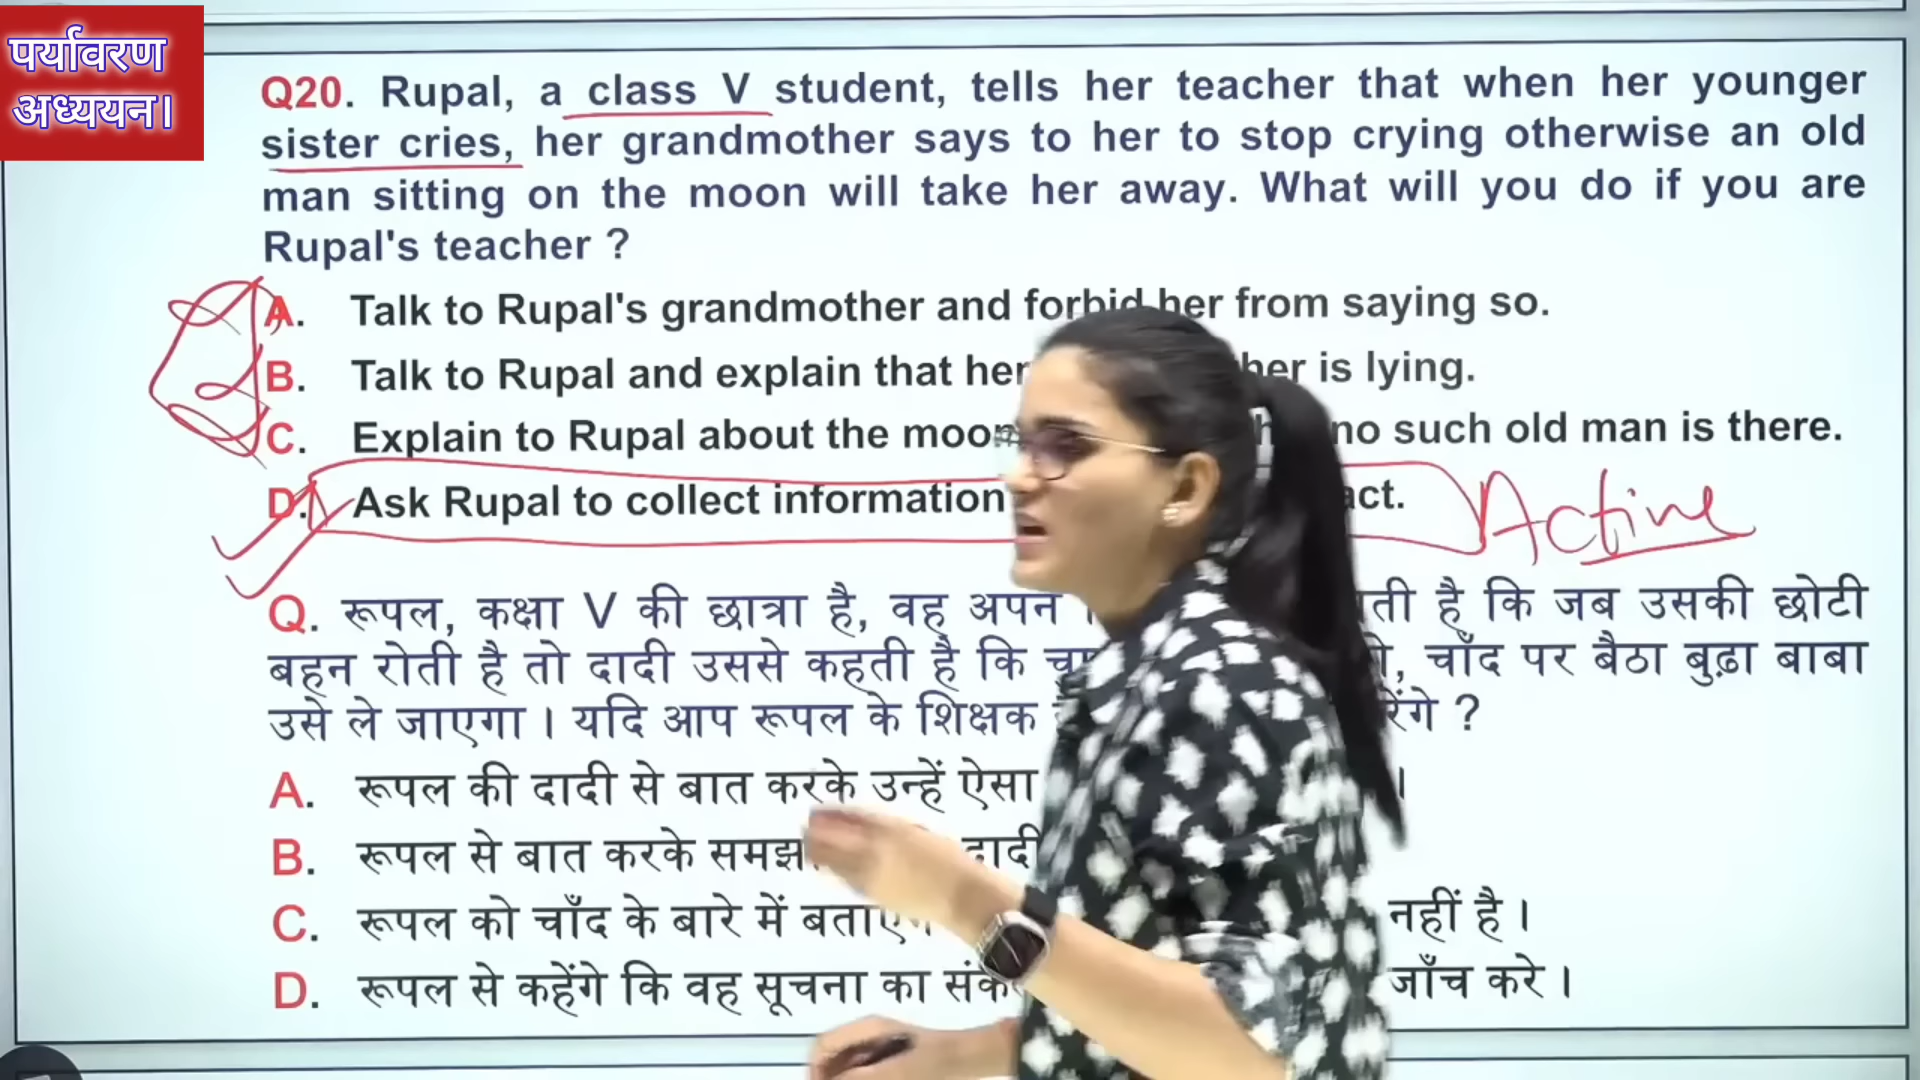 पर्यावरण
अध्ययन।
Q20. Rupal, a class V student, tells her teacher that when her younger
sister cries, her grandmother says to her to stop crying otherwise an old
man sitting on the moon will take her away. What will you do if you are
Rupal's teacher ?
A. Talk to Rupal's grandmother and forbid her from saying so.
B. Talk to Rupal and explain that her is lying.
C. Explain to Rupal about the moon no such old man is there.
D. Ask Rupal to collect information
Active
Q. रूपल, कक्षा V की छात्रा है, वह है कि जब उसकी छोटी
बहन रोती है तो दादी उससे कहती है कि चाँद पर बैठा बुढ़ा बाबा
उसे ले जाएगा । यदि आप रूपल के शिक्षक ?
A. रूपल की दादी से बात करके उन्हें ऐसा ।
B. रूपल से बात करके दादी
C. रूपल को चाँद के बारे में नहीं है ।
D. रूपल से कहेंगे कि वह सूचना का जाँच करे ।